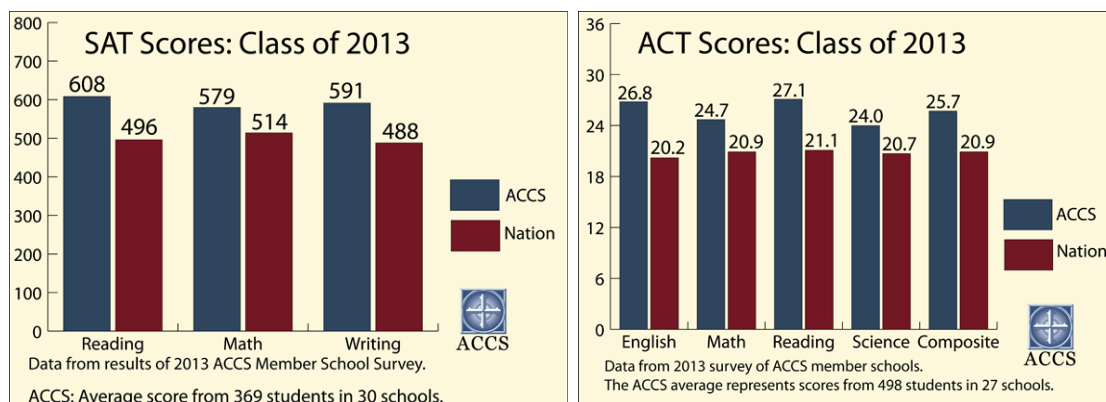 SAT Scores: Class of 2013
800
700
600
500
400
300
200
100
0
608
496
579
514
591
488
Reading
Math
Writing
ACCS
Nation
ACCS
Data from results of 2013 ACCS Member School Survey.
ACCS: Average score from 369 students in 30 schools.
ACT Scores: Class of 2013
36
30
24
18
12
6
0
26.8
20.2
24.7
20.9
27.1
21.1
24.0
20.7
25.7
20.9
English
Math
Reading
Science
Composite
ACCS
Nation
ACCS
Data from 2013 survey of ACCS member schools.
The ACCS average represents scores from 498 students in 27 schools.